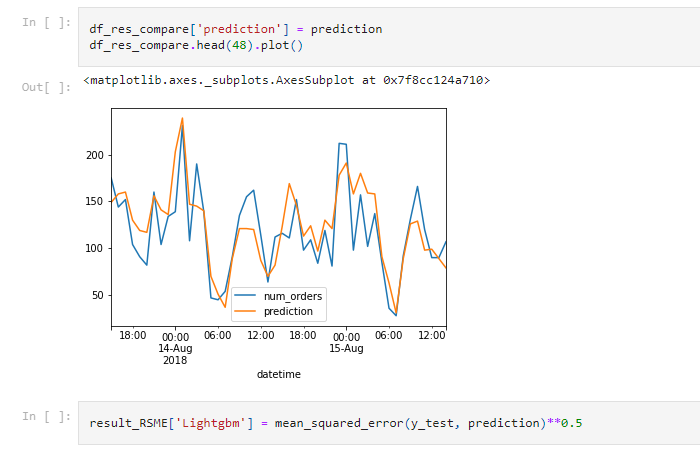 In [ ]:
df_res_compare['prediction'] = prediction
df_res_compare.head(48).plot()
Out[ ]:
<matplotlib.axes._subplots.AxesSubplot at 0x7f8cc124a710>
200
150
100
50
num_orders
prediction
18:00 00:00 06:00 12:00 18:00 00:00 06:00 12:00
14-Aug 15-Aug
2018
datetime
In [ ]:
result_RSME['Lightgbm'] = mean_squared_error(y_test, prediction)**0.5